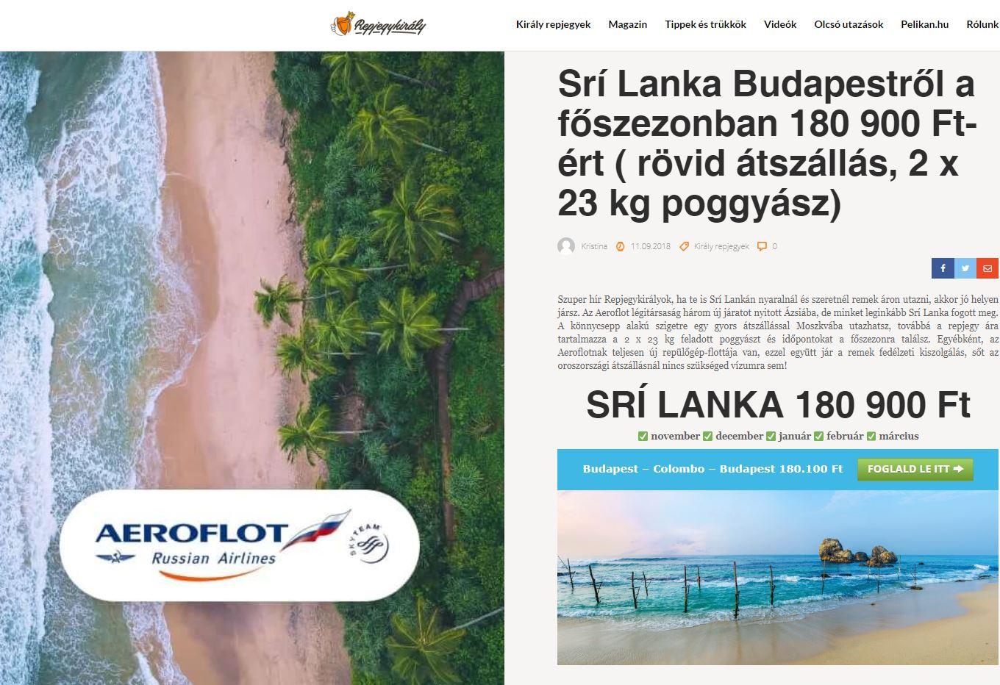 Repjegykirály
Király repjegyek Magazin Tippek és trükkök Videók Olcsó utazások Pelikan.hu Rólunk
Srí Lanka Budapestről a
főszezonban 180 900 Ft-
ért ( rövid átszállás, 2 x
23 kg poggyász)
Kristina 11.09.2018 Király repjegyek 0
Szuper hír Repjegykirályok, ha te is Srí Lankán nyaralnál és szeretnél remek áron utazni, akkor jó helyen
jársz. Az Aeroflot légitársaság három új járatot nyitott Ázsiába, de minket leginkább Srí Lanka fogott meg.
A könnycsepp alakú szigetre egy gyors átszállással Moszkvába utazhatsz, továbbá a repjegy ára
tartalmazza a 2 x 23 kg feladott poggyászt és időpontokat a főszezonra találsz. Egyébként, az
Aeroflotnak teljesen új repülőgép-flottája van, ezzel együtt jár a remek fedélzeti kiszolgálás, sőt az
oroszországi átszállásnál nincs szükséged vízumra sem!
SRÍ LANKA 180 900 Ft
✅ november ✅ december ✅ január ✅ február ✅ március
Budapest – Colombo – Budapest 180.100 Ft FOGLALD LE ITT
AEROFLOT
Russian Airlines
SKYTEAM